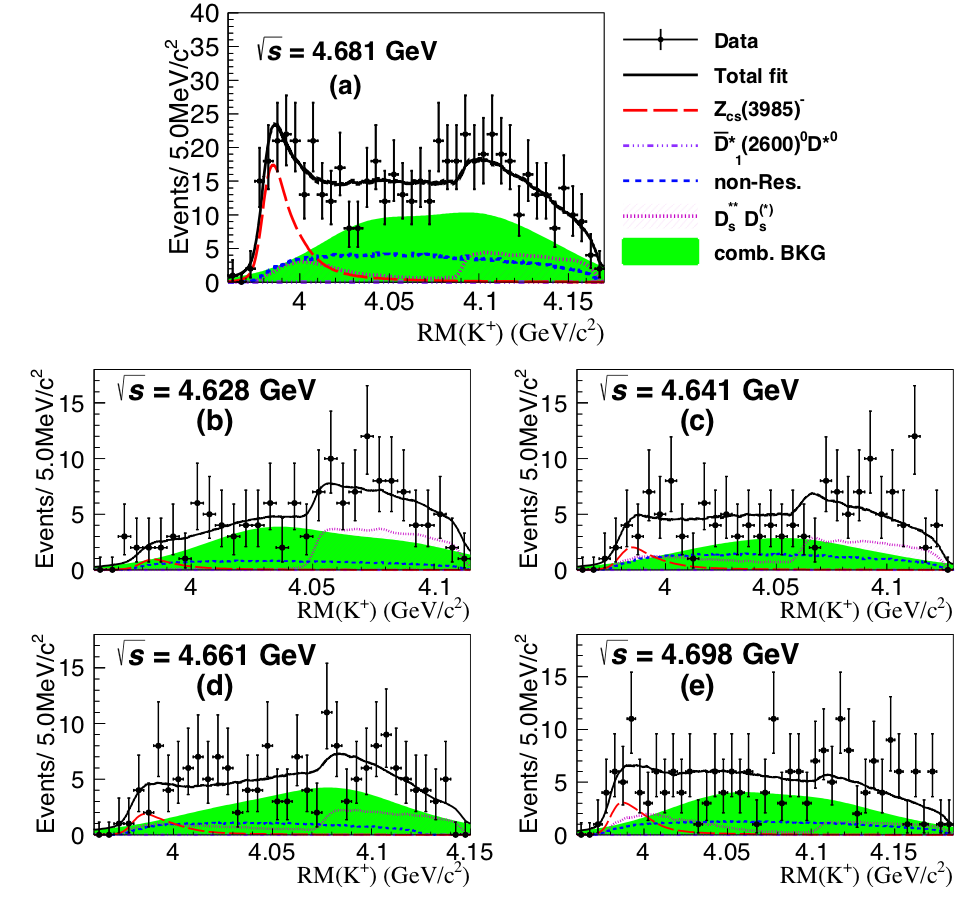 Events/ 5.0MeV/c²
40
35
30
25
20
15
10
5
0
√s = 4.681 GeV
(a)
4 4.05 4.1 4.15
RM(K⁺) (GeV/c²)
Data
Total fit
Z_cs(3985)⁻
D̅*₁(2600)⁰D*⁰
non-Res.
D_s** D_s^(*)
comb. BKG
Events/ 5.0MeV/c²
15
10
5
0
√s = 4.628 GeV
(b)
4 4.05 4.1
RM(K⁺) (GeV/c²)
Events/ 5.0MeV/c²
15
10
5
0
√s = 4.641 GeV
(c)
4 4.05 4.1
RM(K⁺) (GeV/c²)
Events/ 5.0MeV/c²
15
10
5
0
√s = 4.661 GeV
(d)
4 4.05 4.1 4.15
RM(K⁺) (GeV/c²)
Events/ 5.0MeV/c²
15
10
5
0
√s = 4.698 GeV
(e)
4 4.05 4.1 4.15
RM(K⁺) (GeV/c²)